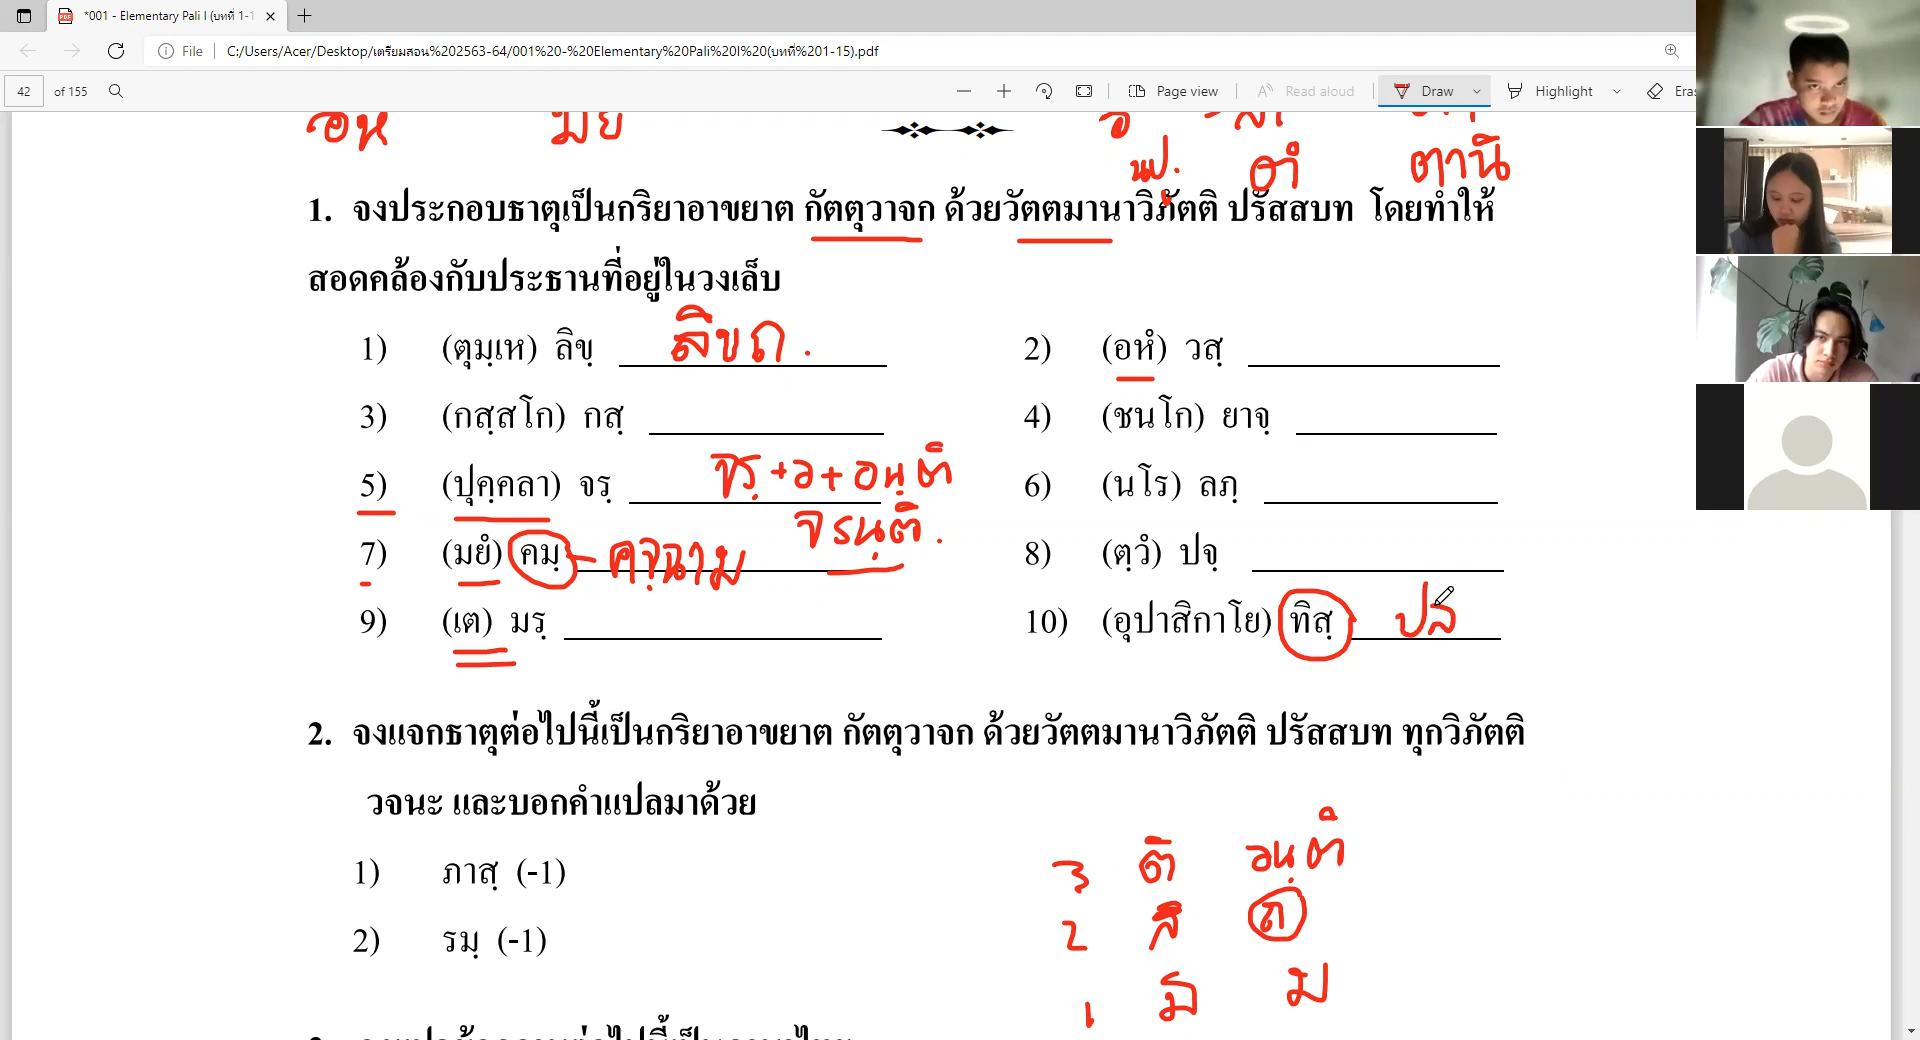 *001 - Elementary Pali I (บทที่ 1-1
File C:/Users/Acer/Desktop/เตรียมสอน%202563-64/001%20-%20Elementary%20Pali%20I%20(บทที่%201-15).pdf
42 of 155 Page view Read aloud Draw Highlight Eras
อห มย
นปุ. ตํ ตานิ
1. จงประกอบธาตุเป็นกริยาอาขยาต กัตตุวาจก ด้วยวัตตมานาวิภัตติ ปรัสสบท โดยทำให้
สอดคล้องกับประธานที่อยู่ในวงเล็บ
1) (ตุมฺเห) ลิขฺ ลิขถ. 2) (อหํ) วสฺ
3) (กสฺสโก) กสฺ 4) (ชนโก) ยาจฺ
5) (ปุคฺคลา) จรฺ จรฺ+อ+อนฺติ 6) (นโร) ลภฺ
จรนฺติ.
7) (มยํ) คมฺ คจฺฉาม 8) (ตฺวํ) ปจฺ
9) (เต) มรฺ 10) (อุปาสิกาโย) ทิสฺ ปส
2. จงแจกธาตุต่อไปนี้เป็นกริยาอาขยาต กัตตุวาจก ด้วยวัตตมานาวิภัตติ ปรัสสบท ทุกวิภัตติ
วจนะ และบอกคำแปลมาด้วย
1) ภาสฺ (-1)
3 ติ อนฺติ
2 สิ ถ
2) รมฺ (-1)
1 มิ ม